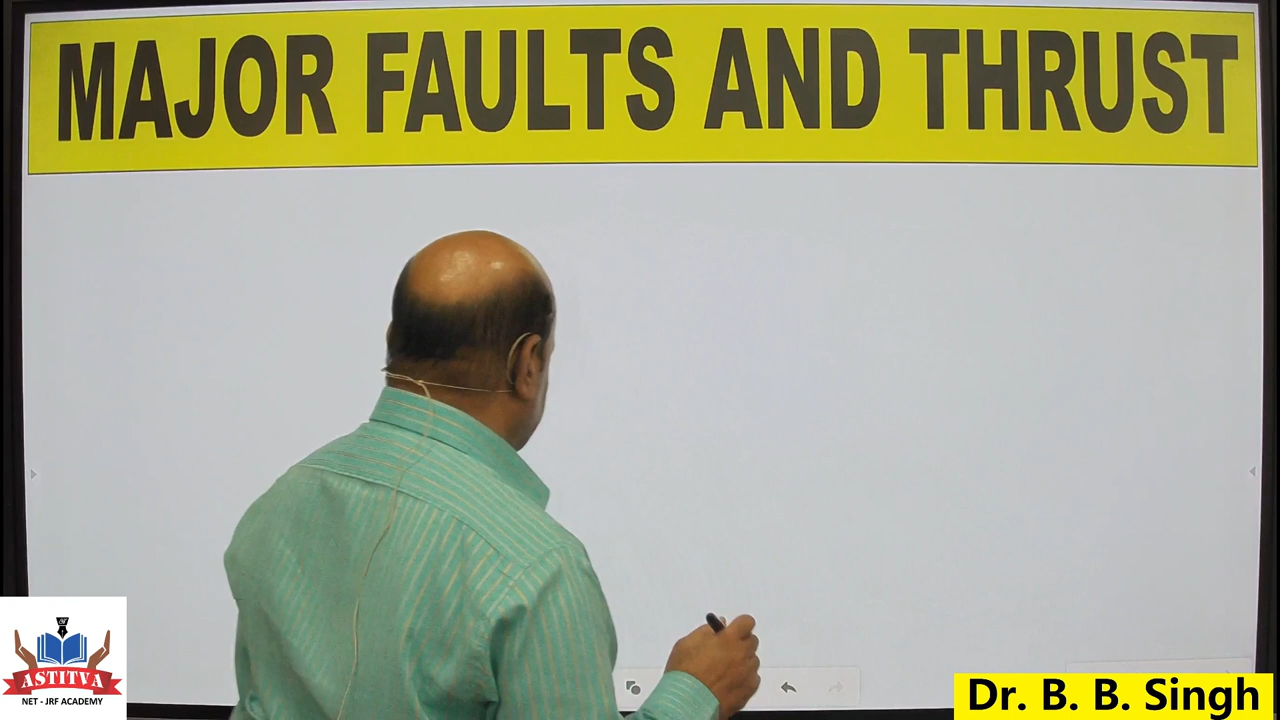 MAJOR FAULTS AND THRUST
ASTITVA
NET - JRF ACADEMY
Dr. B. B. Singh